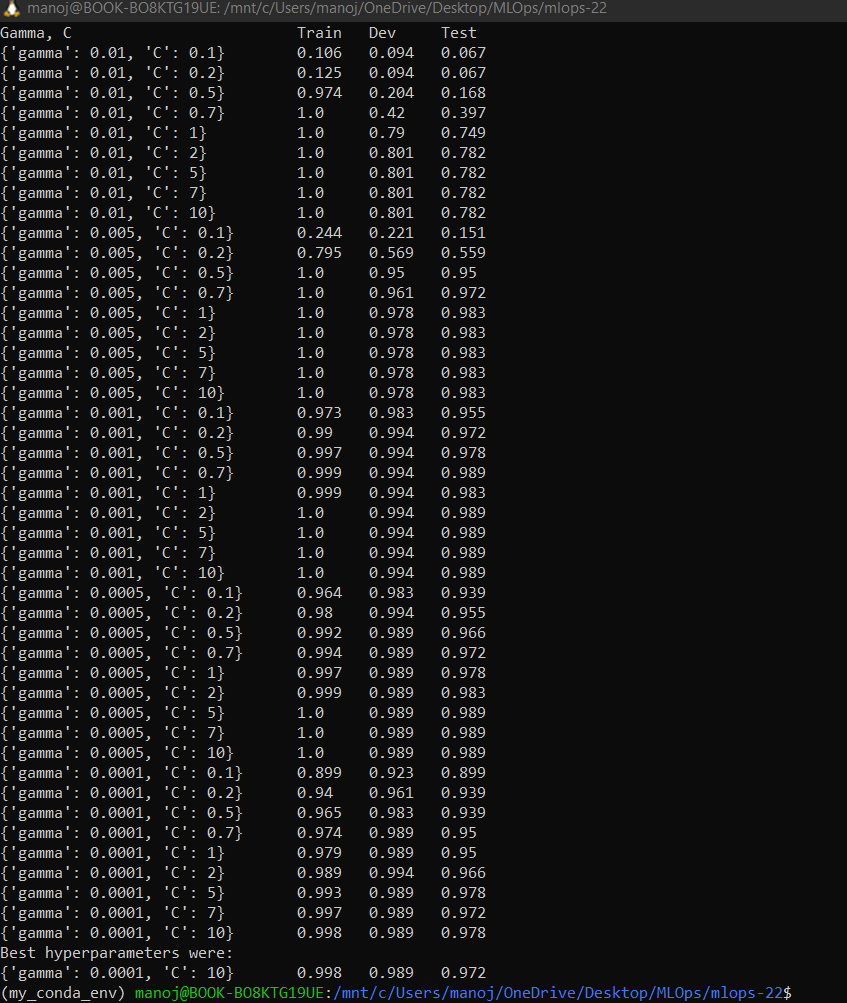 manoj@BOOK-BO8KTG19UE: /mnt/c/Users/manoj/OneDrive/Desktop/MLOps/mlops-22
Gamma, C Train Dev Test
{'gamma': 0.01, 'C': 0.1} 0.106 0.094 0.067
{'gamma': 0.01, 'C': 0.2} 0.125 0.094 0.067
{'gamma': 0.01, 'C': 0.5} 0.974 0.204 0.168
{'gamma': 0.01, 'C': 0.7} 1.0 0.42 0.397
{'gamma': 0.01, 'C': 1} 1.0 0.79 0.749
{'gamma': 0.01, 'C': 2} 1.0 0.801 0.782
{'gamma': 0.01, 'C': 5} 1.0 0.801 0.782
{'gamma': 0.01, 'C': 7} 1.0 0.801 0.782
{'gamma': 0.01, 'C': 10} 1.0 0.801 0.782
{'gamma': 0.005, 'C': 0.1} 0.244 0.221 0.151
{'gamma': 0.005, 'C': 0.2} 0.795 0.569 0.559
{'gamma': 0.005, 'C': 0.5} 1.0 0.95 0.95
{'gamma': 0.005, 'C': 0.7} 1.0 0.961 0.972
{'gamma': 0.005, 'C': 1} 1.0 0.978 0.983
{'gamma': 0.005, 'C': 2} 1.0 0.978 0.983
{'gamma': 0.005, 'C': 5} 1.0 0.978 0.983
{'gamma': 0.005, 'C': 7} 1.0 0.978 0.983
{'gamma': 0.005, 'C': 10} 1.0 0.978 0.983
{'gamma': 0.001, 'C': 0.1} 0.973 0.983 0.955
{'gamma': 0.001, 'C': 0.2} 0.99 0.994 0.972
{'gamma': 0.001, 'C': 0.5} 0.997 0.994 0.978
{'gamma': 0.001, 'C': 0.7} 0.999 0.994 0.989
{'gamma': 0.001, 'C': 1} 0.999 0.994 0.983
{'gamma': 0.001, 'C': 2} 1.0 0.994 0.989
{'gamma': 0.001, 'C': 5} 1.0 0.994 0.989
{'gamma': 0.001, 'C': 7} 1.0 0.994 0.989
{'gamma': 0.001, 'C': 10} 1.0 0.994 0.989
{'gamma': 0.0005, 'C': 0.1} 0.964 0.983 0.939
{'gamma': 0.0005, 'C': 0.2} 0.98 0.994 0.955
{'gamma': 0.0005, 'C': 0.5} 0.992 0.989 0.966
{'gamma': 0.0005, 'C': 0.7} 0.994 0.989 0.972
{'gamma': 0.0005, 'C': 1} 0.997 0.989 0.978
{'gamma': 0.0005, 'C': 2} 0.999 0.989 0.983
{'gamma': 0.0005, 'C': 5} 1.0 0.989 0.989
{'gamma': 0.0005, 'C': 7} 1.0 0.989 0.989
{'gamma': 0.0005, 'C': 10} 1.0 0.989 0.989
{'gamma': 0.0001, 'C': 0.1} 0.899 0.923 0.899
{'gamma': 0.0001, 'C': 0.2} 0.94 0.961 0.939
{'gamma': 0.0001, 'C': 0.5} 0.965 0.983 0.939
{'gamma': 0.0001, 'C': 0.7} 0.974 0.989 0.95
{'gamma': 0.0001, 'C': 1} 0.979 0.989 0.95
{'gamma': 0.0001, 'C': 2} 0.989 0.994 0.966
{'gamma': 0.0001, 'C': 5} 0.993 0.989 0.978
{'gamma': 0.0001, 'C': 7} 0.997 0.989 0.972
{'gamma': 0.0001, 'C': 10} 0.998 0.989 0.978
Best hyperparameters were:
{'gamma': 0.0001, 'C': 10} 0.998 0.989 0.972
(my_conda_env) manoj@BOOK-BO8KTG19UE:/mnt/c/Users/manoj/OneDrive/Desktop/MLOps/mlops-22$